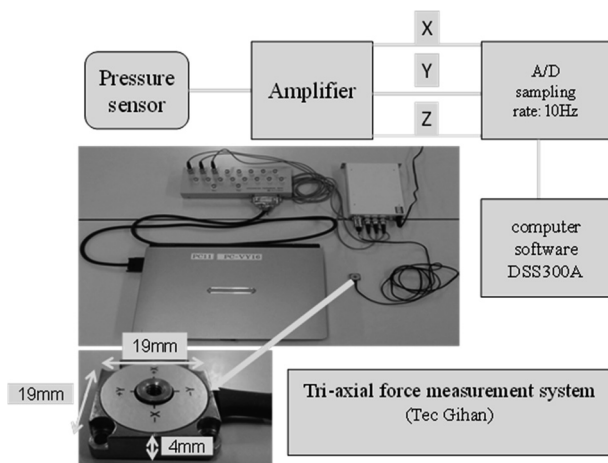 X
Pressure
sensor
Amplifier
Y
A/D
sampling
rate: 10Hz
Z
computer
software
DSS300A
19mm
19mm
+Y
-Y
-X
4mm
Tri-axial force measurement system
(Tec Gihan)